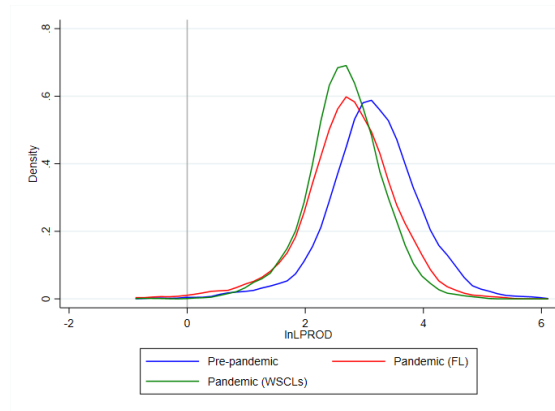 .8
.6
.4
.2
0
Density
-2 0 2 4 6
lnLPROD
Pre-pandemic Pandemic (FL)
Pandemic (WSCLs)